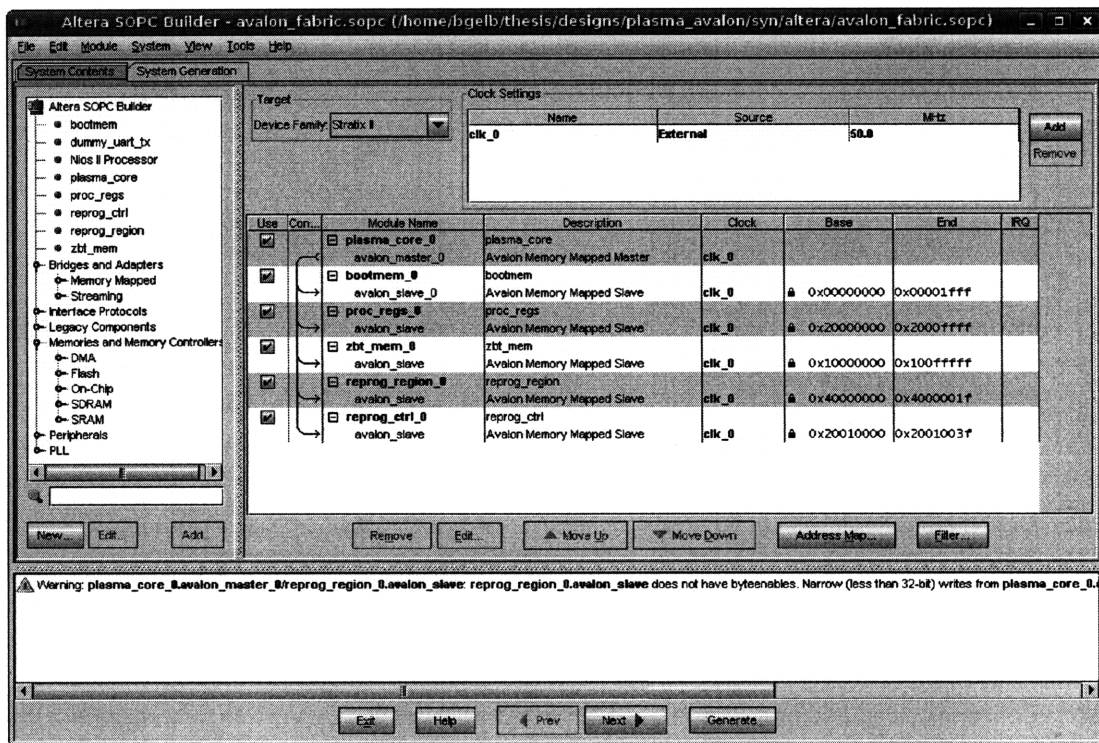 Altera SOPC Builder - avalon_fabric.sopc (/home/bgelb/thesis/designs/plasma_avalon/syn/altera/avalon_fabric.sopc)
File Edit Module System View Tools Help
System Contents System Generation
Altera SOPC Builder
bootmem
dummy_uart_tx
Nios II Processor
plasma_core
proc_regs
reprog_ctrl
reprog_region
zbt_mem
Bridges and Adapters
Memory Mapped
Streaming
Interface Protocols
Legacy Components
Memories and Memory Controllers
DMA
Flash
On-Chip
SDRAM
SRAM
Peripherals
PLL
New... Edit... Add...
Target
Device Family: Stratix II
Clock Settings
Name Source MHz
clk_0 External 50.0
Add
Remove
Use Con... Module Name Description Clock Base End IRQ
plasma_core_0 plasma_core
avalon_master_0 Avalon Memory Mapped Master clk_0
bootmem_0 bootmem
avalon_slave_0 Avalon Memory Mapped Slave clk_0 0x00000000 0x00001fff
proc_regs_0 proc_regs
avalon_slave Avalon Memory Mapped Slave clk_0 0x20000000 0x2000ffff
zbt_mem_0 zbt_mem
avalon_slave Avalon Memory Mapped Slave clk_0 0x10000000 0x100fffff
reprog_region_0 reprog_region
avalon_slave Avalon Memory Mapped Slave clk_0 0x40000000 0x4000001f
reprog_ctrl_0 reprog_ctrl
avalon_slave Avalon Memory Mapped Slave clk_0 0x20010000 0x2001003f
Remove Edit... Move Up Move Down Address Map... Filter...
Warning: plasma_core_0.avalon_master_0/reprog_region_0.avalon_slave: reprog_region_0.avalon_slave does not have byteenables. Narrow (less than 32-bit) writes from plasma_core_0.a
Exit Help Prev Next Generate